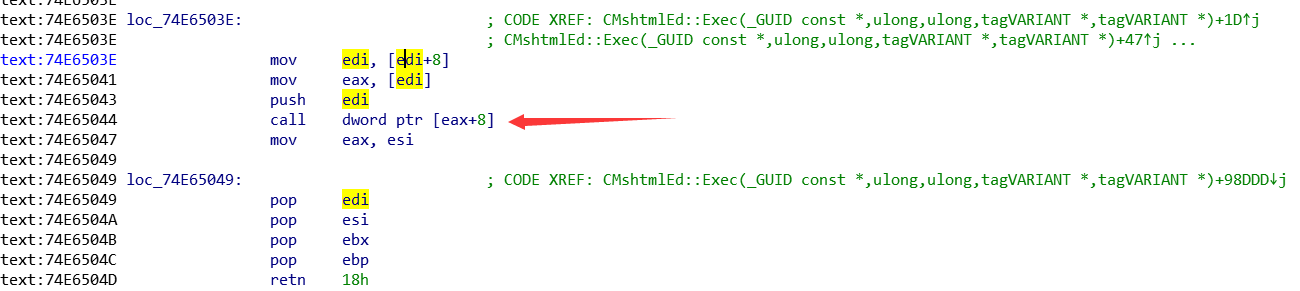 text:74E6503E
text:74E6503E loc_74E6503E: ; CODE XREF: CMshtmlEd::Exec(_GUID const *,ulong,ulong,tagVARIANT *,tagVARIANT *)+1D↑j
text:74E6503E ; CMshtmlEd::Exec(_GUID const *,ulong,ulong,tagVARIANT *,tagVARIANT *)+47↑j ...
text:74E6503E mov edi, [edi+8]
text:74E65041 mov eax, [edi]
text:74E65043 push edi
text:74E65044 call dword ptr [eax+8]
text:74E65047 mov eax, esi
text:74E65049
text:74E65049 loc_74E65049: ; CODE XREF: CMshtmlEd::Exec(_GUID const *,ulong,ulong,tagVARIANT *,tagVARIANT *)+98DDD↓j
text:74E65049 pop edi
text:74E6504A pop esi
text:74E6504B pop ebx
text:74E6504C pop ebp
text:74E6504D retn 18h